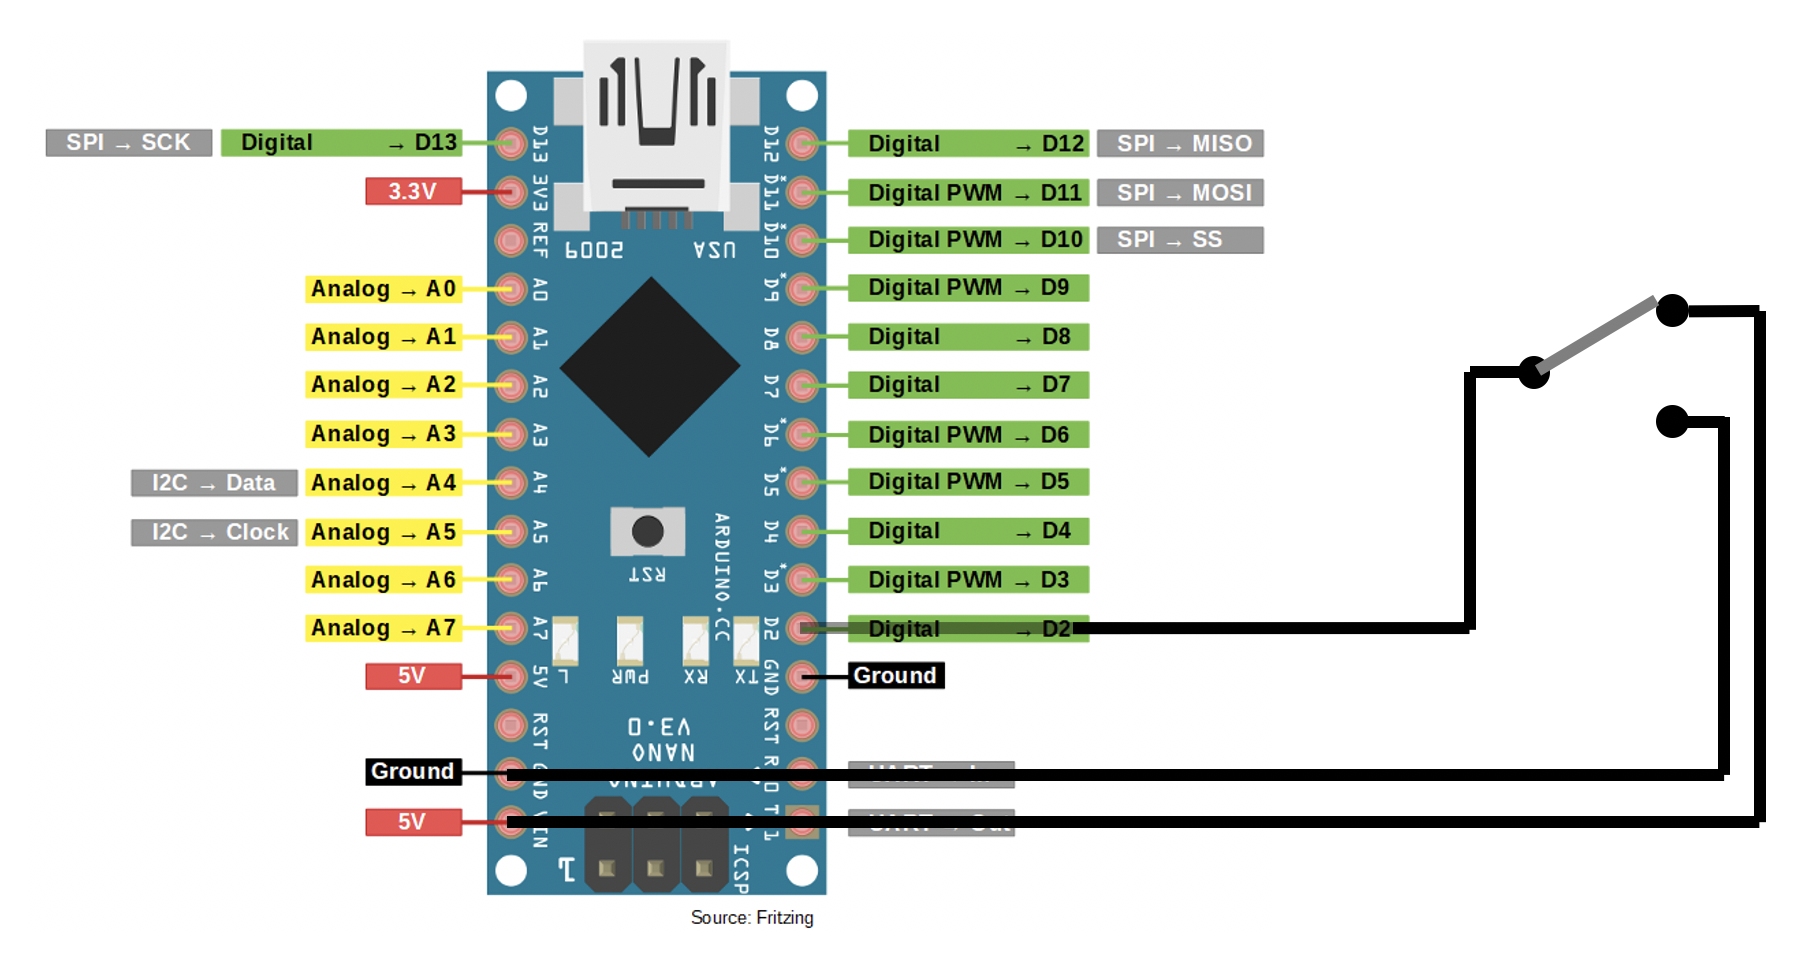 SPI → SCK
Digital → D13
3.3V
Analog → A0
Analog → A1
Analog → A2
Analog → A3
I2C → Data
Analog → A4
I2C → Clock
Analog → A5
Analog → A6
Analog → A7
5V
Ground
5V
D13
3V3
REF
A0
A1
A2
A3
A4
A5
A6
A7
5V
RST
GND
VIN
USA
2009
RST
ARDUINO.CC
L
PWR
RX
TX
V3.0
NANO
ARDUINO
1
ICSP
D12
D11*
D10*
D9*
D8
D7
D6*
D5*
D4
D3*
D2
GND
RST
Digital → D12
SPI → MISO
Digital PWM → D11
SPI → MOSI
Digital PWM → D10
SPI → SS
Digital PWM → D9
Digital → D8
Digital → D7
Digital PWM → D6
Digital PWM → D5
Digital → D4
Digital PWM → D3
Digital → D2
Ground
UART → In
UART → Out
Source: Fritzing